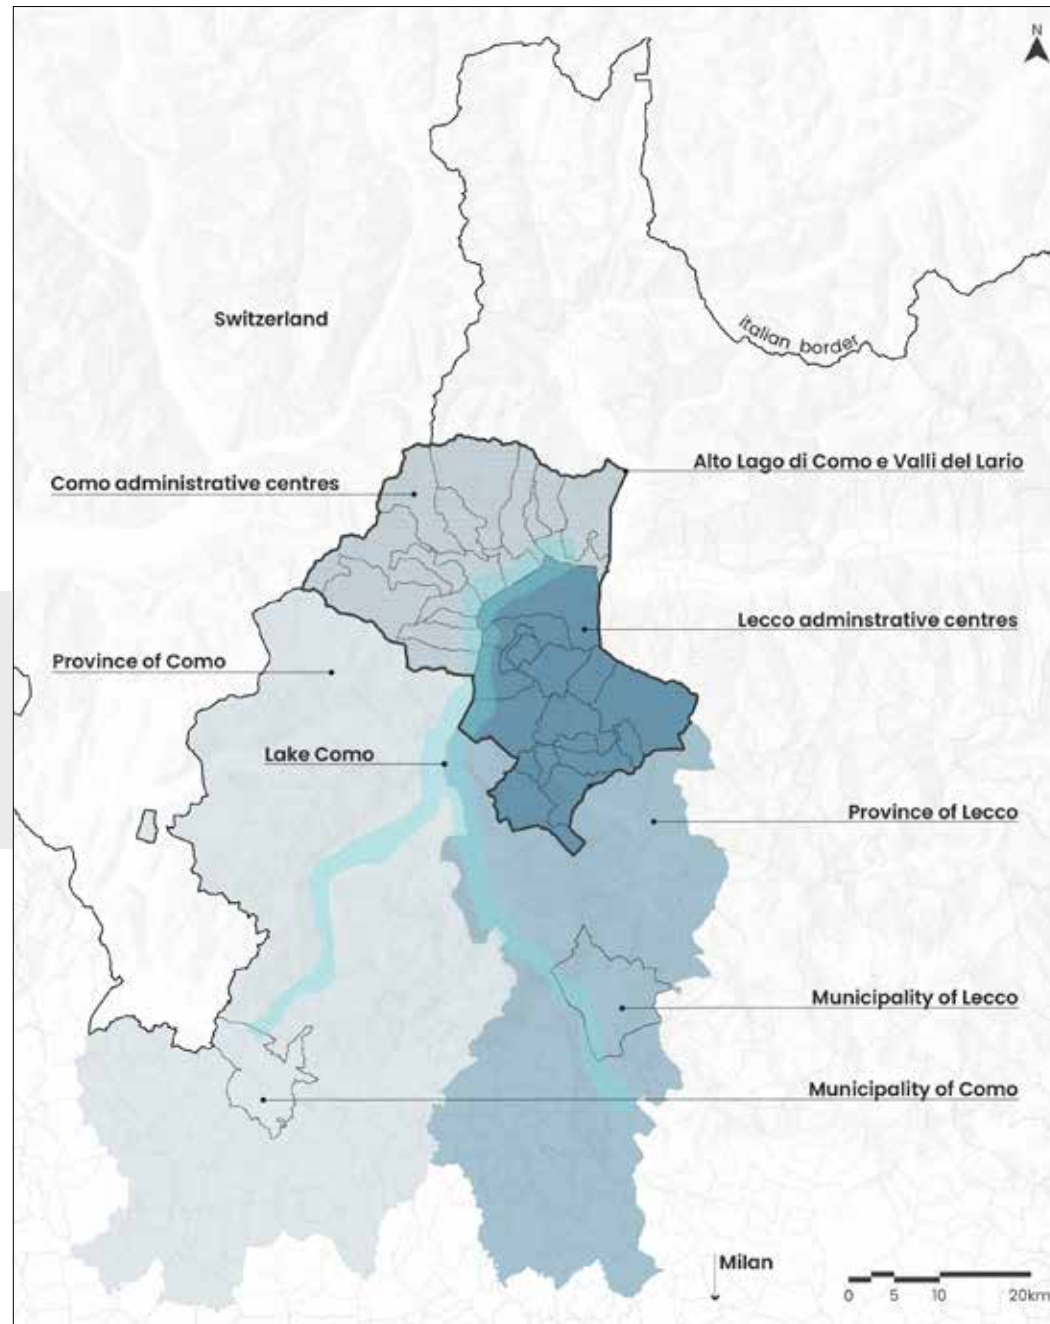 N
Switzerland
italian border
Alto Lago di Como e Valli del Lario
Como administrative centres
Lecco adminstrative centres
Province of Como
Lake Como
Province of Lecco
Municipality of Lecco
Municipality of Como
Milan
0 5 10 20km